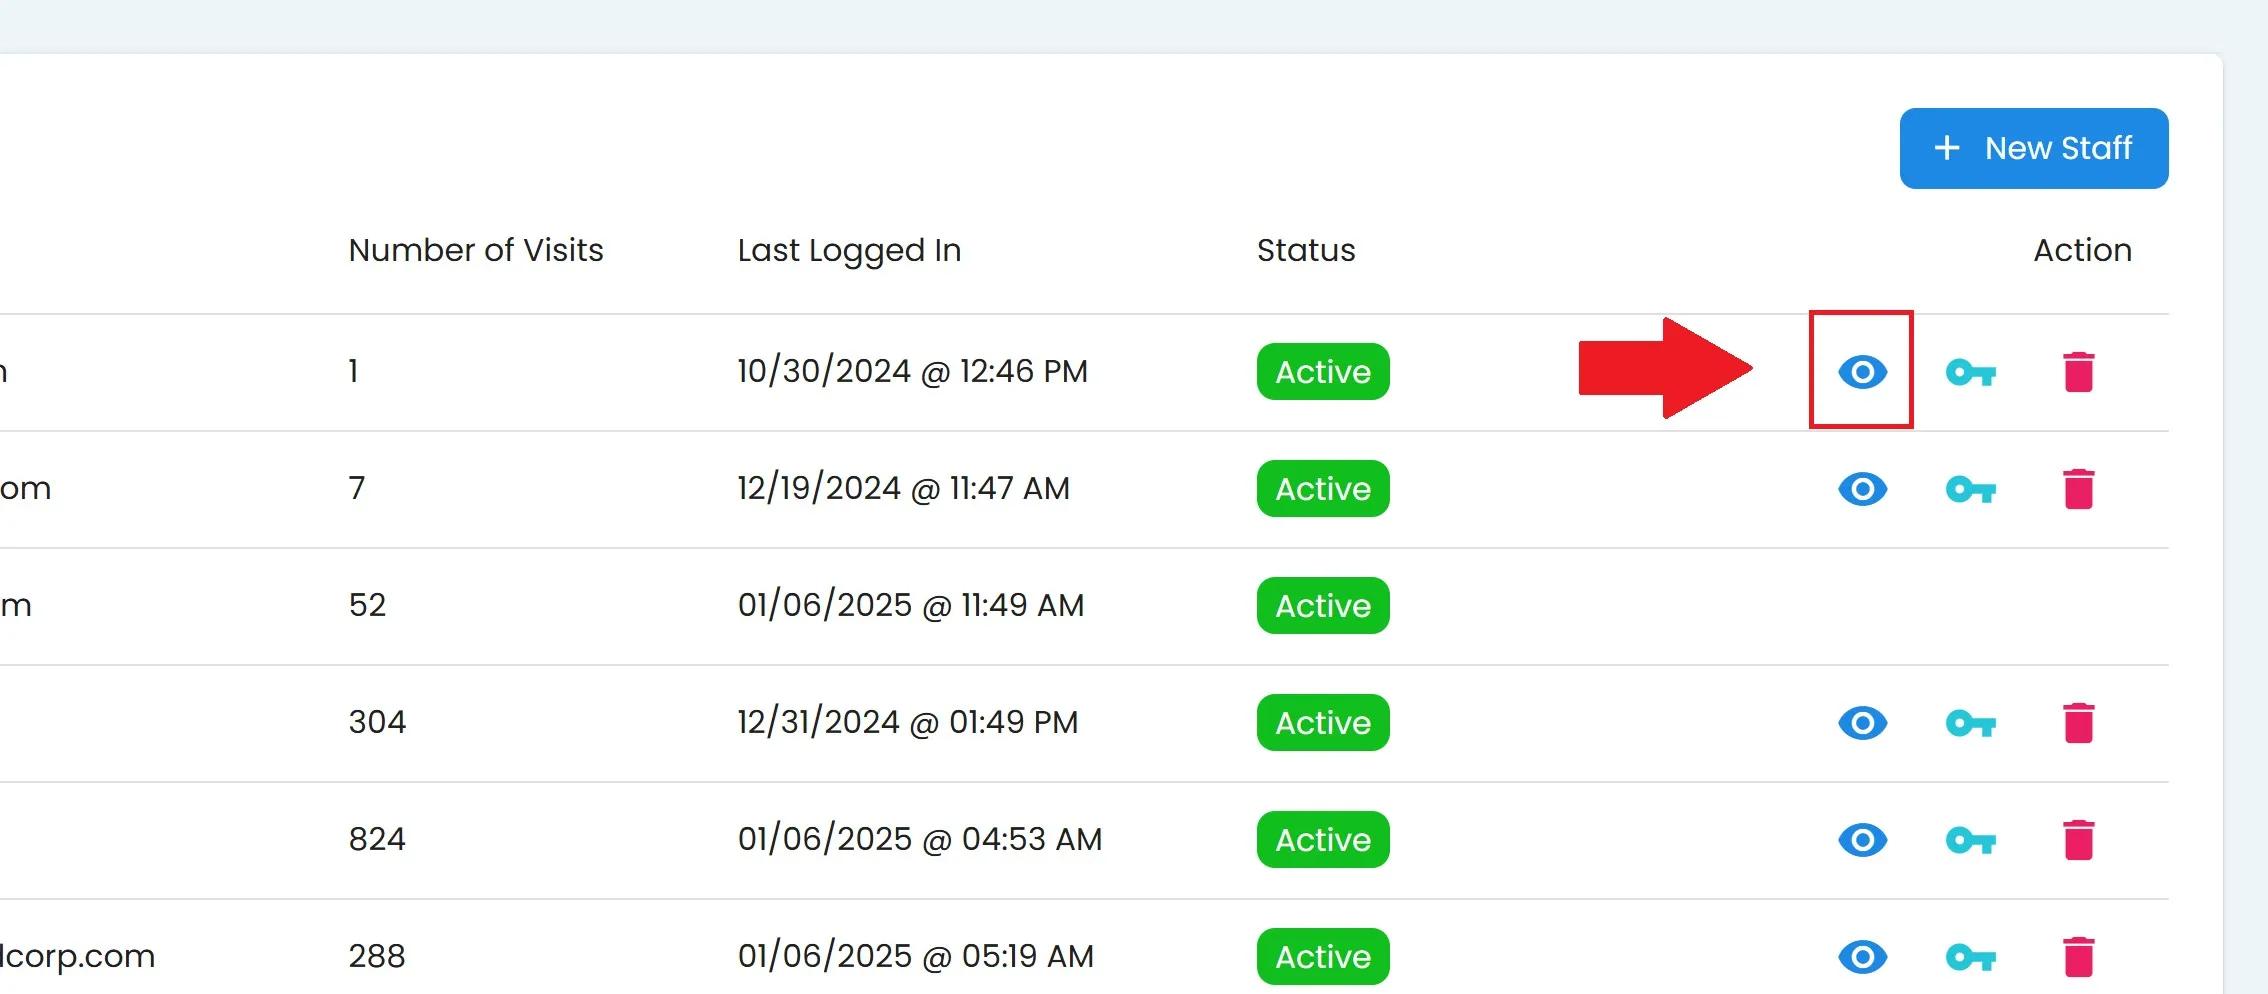 + New Staff
Number of Visits Last Logged In Status Action
1 10/30/2024 @ 12:46 PM Active
om 7 12/19/2024 @ 11:47 AM Active
m 52 01/06/2025 @ 11:49 AM Active
304 12/31/2024 @ 01:49 PM Active
824 01/06/2025 @ 04:53 AM Active
lcorp.com 288 01/06/2025 @ 05:19 AM Active